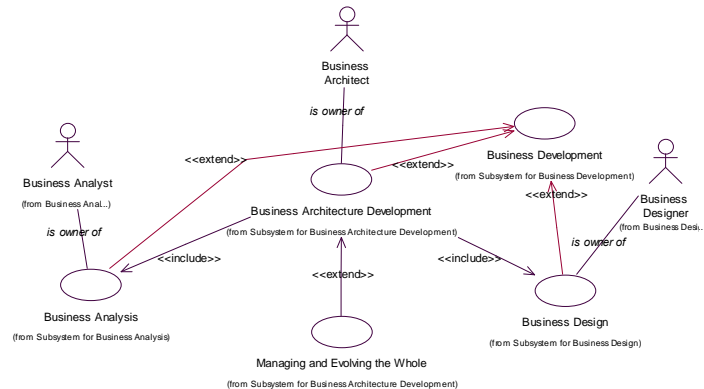 Business
Architect
is owner of
<<extend>>
Business Analyst
(from Business Anal...)
is owner of
<<extend>>
Business Development
(from Subsystem for Business Development)
<<extend>>
Business
Designer
(from Business Desi...)
is owner of
Business Architecture Development
(from Subsystem for Business Architecture Development)
<<include>>
<<include>>
<<extend>>
Business Analysis
(from Subsystem for Business Analysis)
Business Design
(from Subsystem for Business Design)
Managing and Evolving the Whole
(from Subsystem for Business Architecture Development)